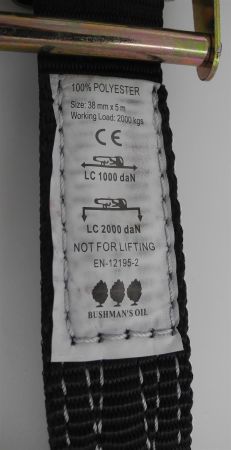 100% POLYESTER
Size: 38 mm x 5 m
Working Load: 2000 kgs
CE
LC 1000 daN
LC 2000 daN
NOT FOR LIFTING
EN-12195-2
BUSHMAN'S OIL